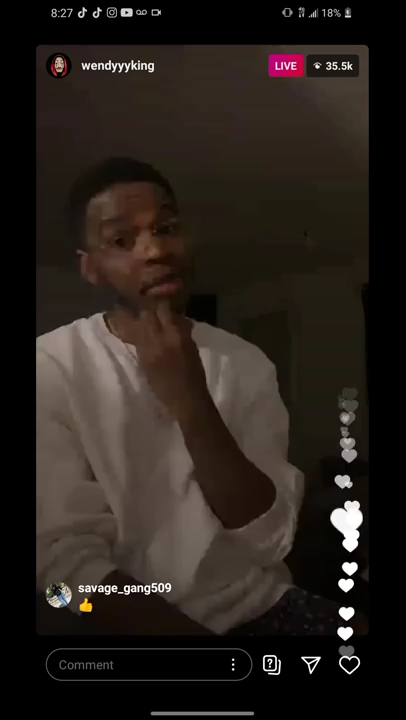 8:27
18%
wendyyyking
LIVE
35.5k
savage_gang509
👍
Comment